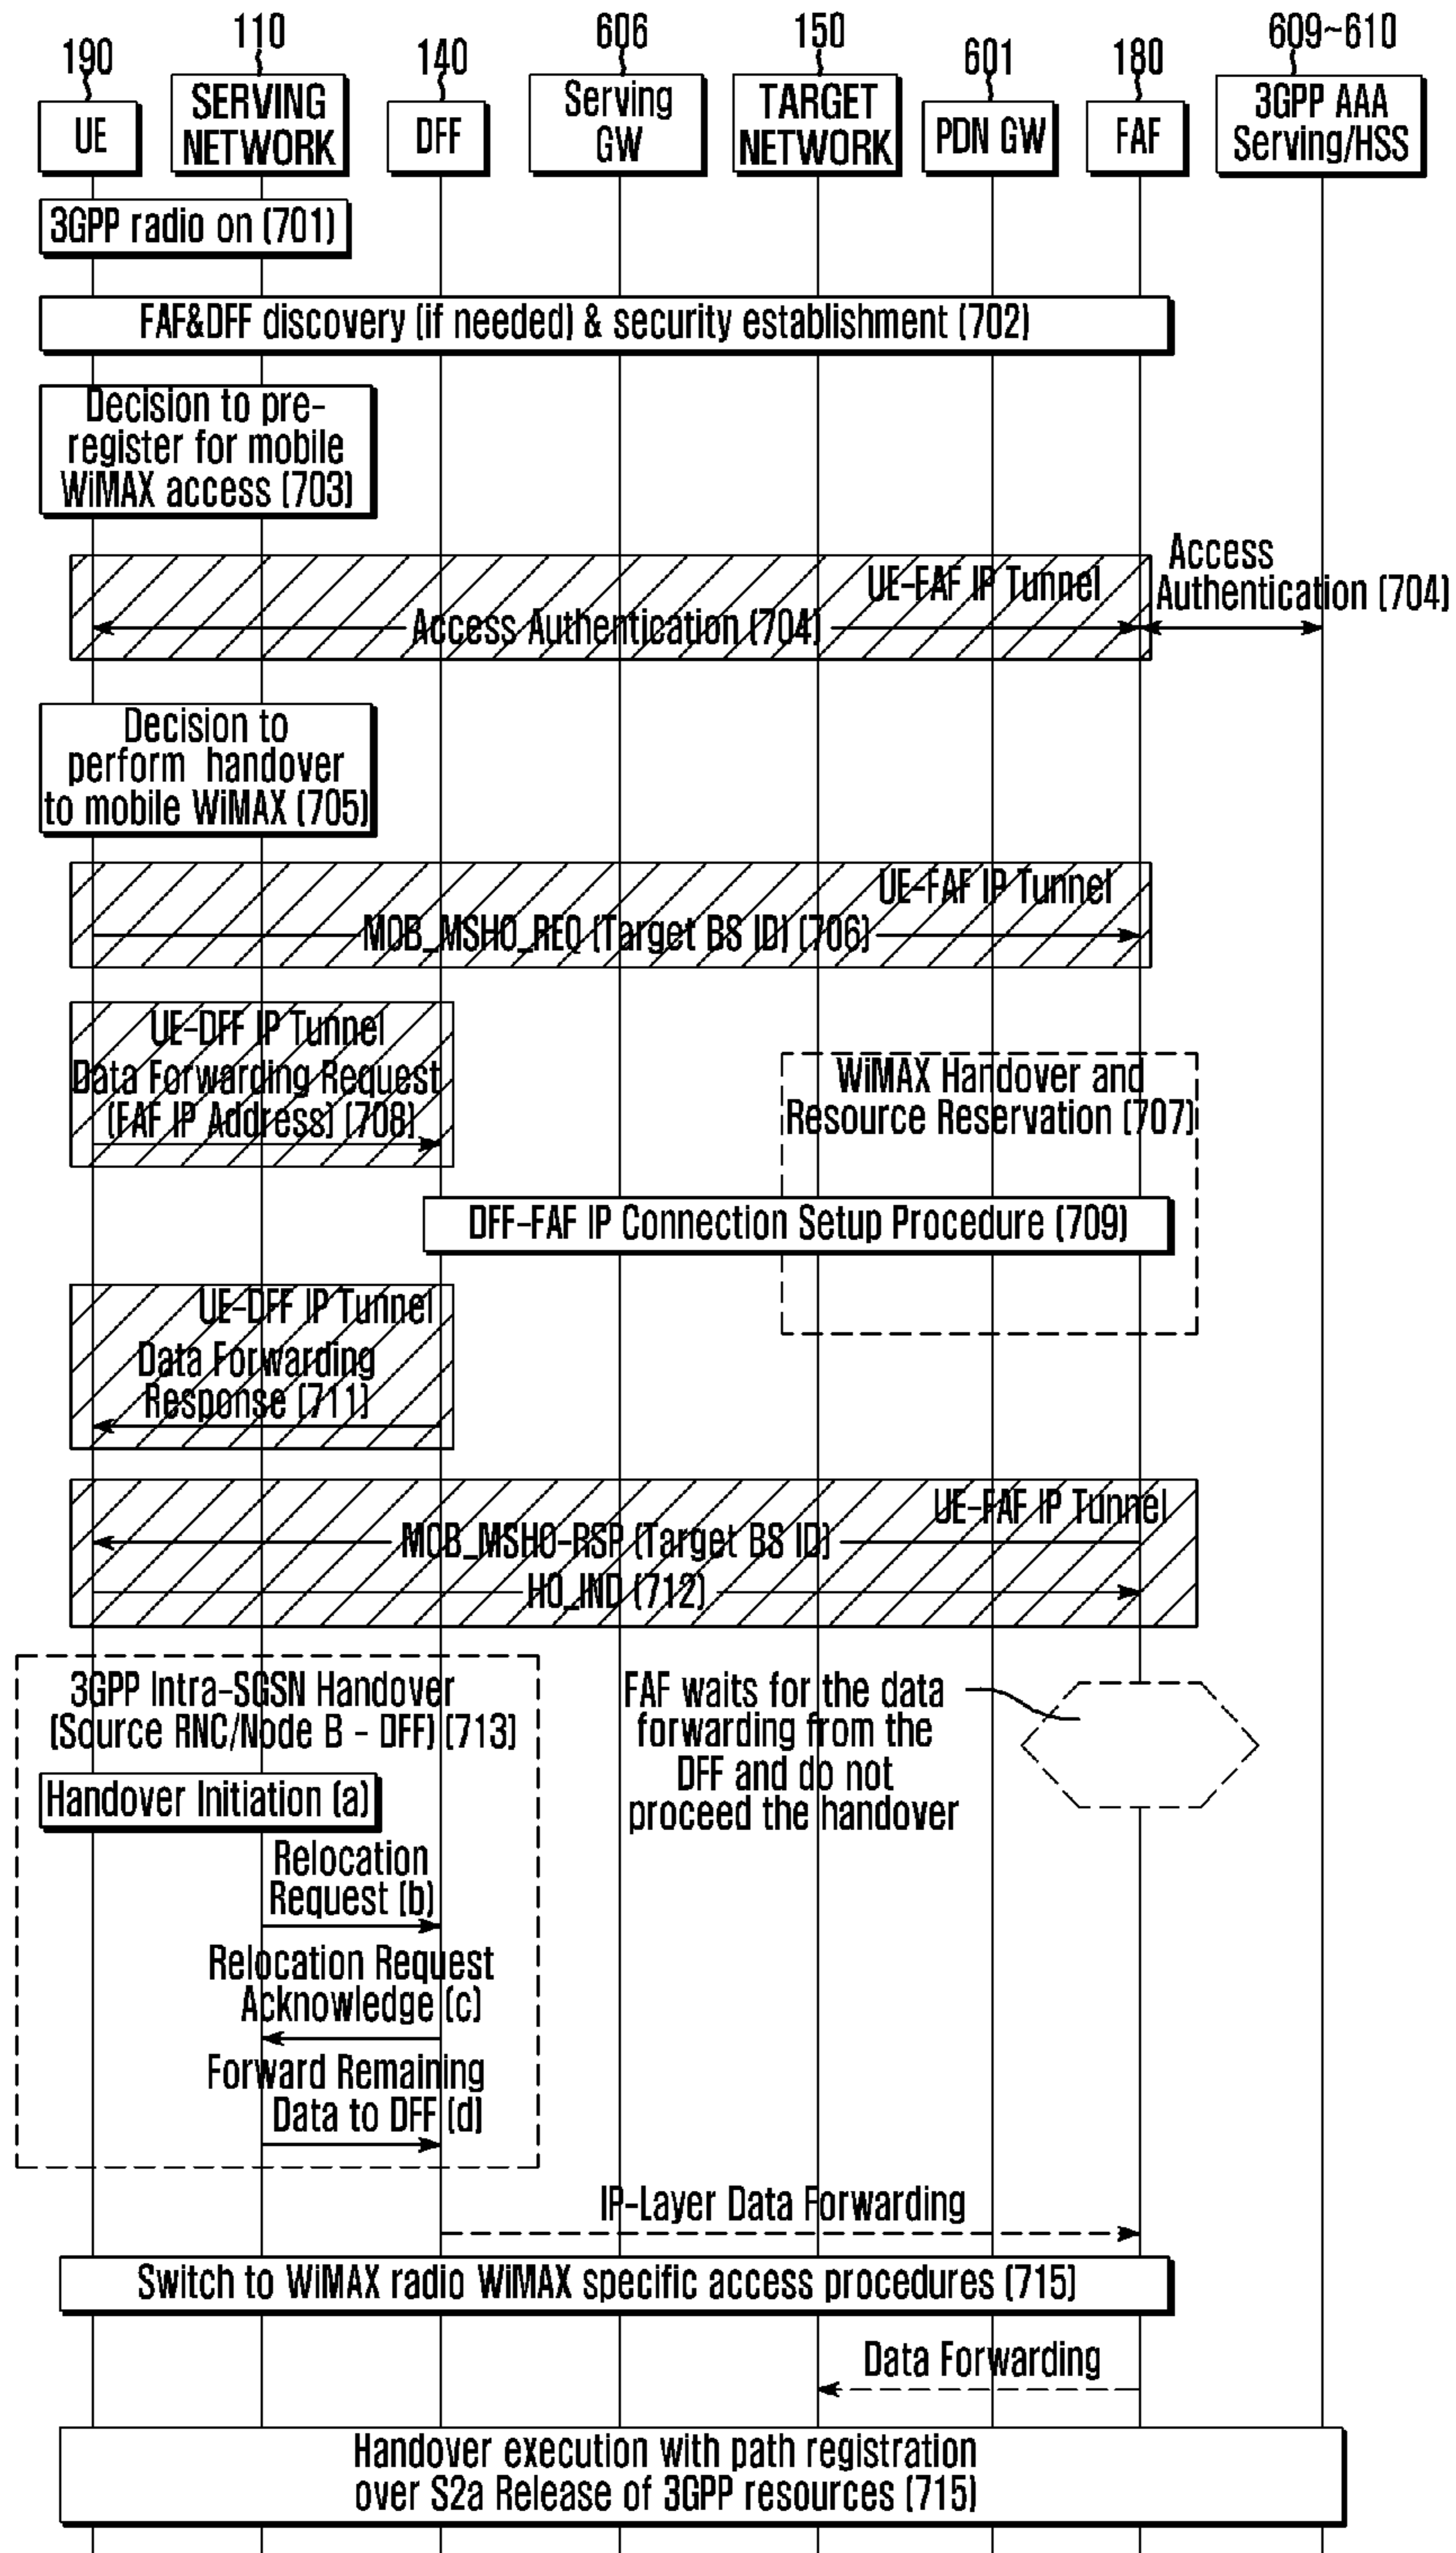 190
110
140
606
150
601
180
609~610
UE
SERVING
NETWORK
DFF
Serving
GW
TARGET
NETWORK
PDN GW
FAF
3GPP AAA
Serving/HSS
3GPP radio on (701)
FAF&DFF discovery (if needed) & security establishment (702)
Decision to pre-
register for mobile
WiMAX access (703)
UE-FAF IP Tunnel
Access Authentication (704)
Access
Authentication (704)
Decision to
perform handover
to mobile WiMAX (705)
UE-FAF IP Tunnel
MOB_MSHO_REQ (Target BS ID) (706)
UE-DFF IP Tunnel
Data Forwarding Request
(FAF IP Address) (708)
WiMAX Handover and
Resource Reservation (707)
DFF-FAF IP Connection Setup Procedure (709)
UE-DFF IP Tunnel
Data Forwarding
Response (711)
UE-FAF IP Tunnel
MOB_MSHO-RSP (Target BS ID)
HO_IND (712)
3GPP Intra-SGSN Handover
(Source RNC/Node B - DFF) (713)
FAF waits for the data
forwarding from the
DFF and do not
proceed the handover
Handover Initiation (a)
Relocation
Request (b)
Relocation Request
Acknowledge (c)
Forward Remaining
Data to DFF (d)
IP-Layer Data Forwarding
Switch to WiMAX radio WiMAX specific access procedures (715)
Data Forwarding
Handover execution with path registration
over S2a Release of 3GPP resources (715)